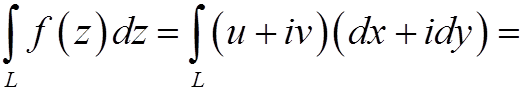 ∫_L f(z)dz = ∫_L (u + iv)(dx + idy) =